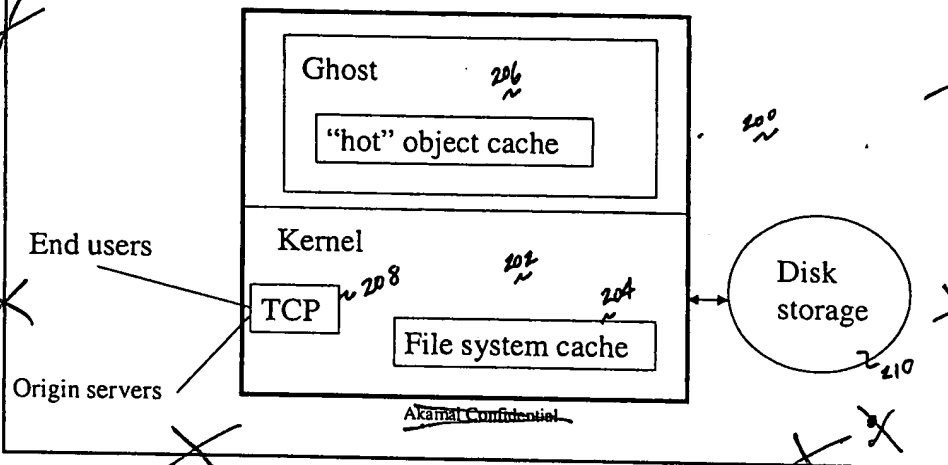 Ghost
206
"hot" object cache
200
End users
Kernel
202
208
TCP
204
File system cache
Disk
storage
210
Origin servers
Akamai Confidential